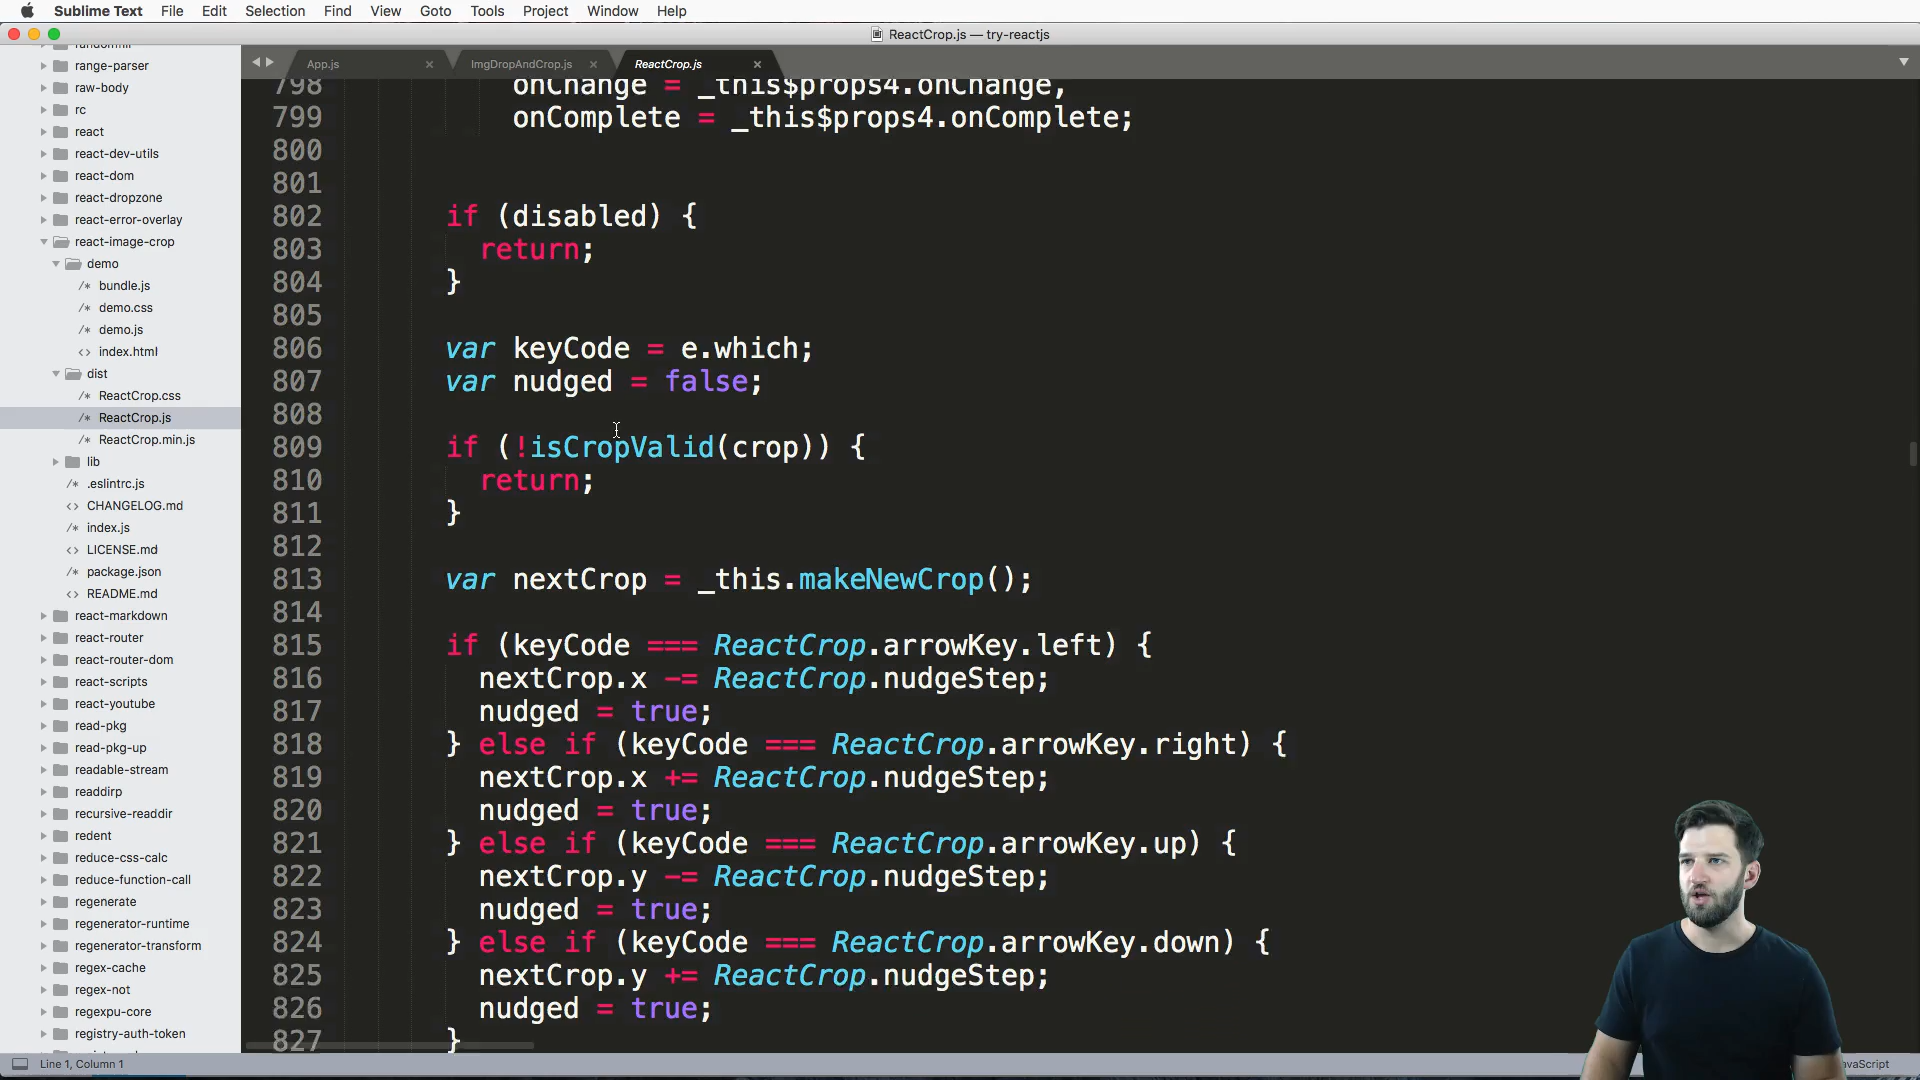 Sublime Text File Edit Selection Find View Goto Tools Project Window Help
ReactCrop.js — try-reactjs
App.js
ImgDropAndCrop.js
ReactCrop.js
range-parser
raw-body
rc
react
react-dev-utils
react-dom
react-dropzone
react-error-overlay
react-image-crop
demo
/* bundle.js
/* demo.css
/* demo.js
<> index.html
dist
/* ReactCrop.css
/* ReactCrop.js
/* ReactCrop.min.js
lib
/* .eslintrc.js
<> CHANGELOG.md
/* index.js
<> LICENSE.md
/* package.json
<> README.md
react-markdown
react-router
react-router-dom
react-scripts
react-youtube
read-pkg
read-pkg-up
readable-stream
readdirp
recursive-readdir
redent
reduce-css-calc
reduce-function-call
regenerate
regenerator-runtime
regenerator-transform
regex-cache
regex-not
regexpu-core
registry-auth-token
798 onChange = _this$props4.onChange,
799 onComplete = _this$props4.onComplete;
800
801
802 if (disabled) {
803 return;
804 }
805
806 var keyCode = e.which;
807 var nudged = false;
808
809 if (!isCropValid(crop)) {
810 return;
811 }
812
813 var nextCrop = _this.makeNewCrop();
814
815 if (keyCode === ReactCrop.arrowKey.left) {
816 nextCrop.x -= ReactCrop.nudgeStep;
817 nudged = true;
818 } else if (keyCode === ReactCrop.arrowKey.right) {
819 nextCrop.x += ReactCrop.nudgeStep;
820 nudged = true;
821 } else if (keyCode === ReactCrop.arrowKey.up) {
822 nextCrop.y -= ReactCrop.nudgeStep;
823 nudged = true;
824 } else if (keyCode === ReactCrop.arrowKey.down) {
825 nextCrop.y += ReactCrop.nudgeStep;
826 nudged = true;
827 }
Line 1, Column 1
vaScript